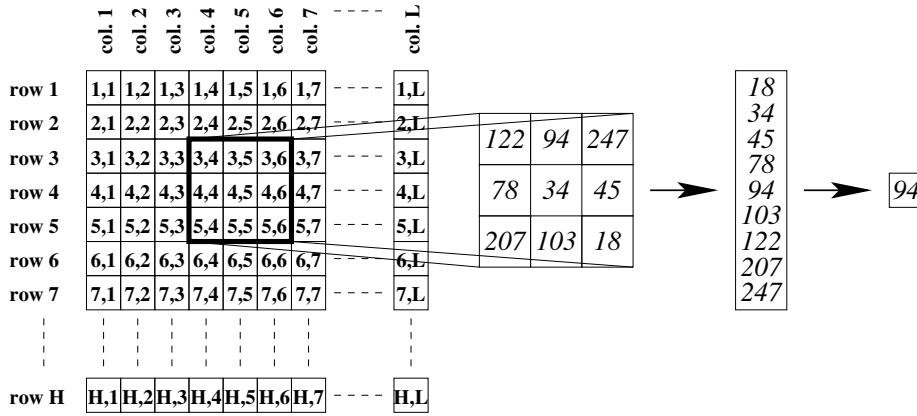 col. 1 col. 2 col. 3 col. 4 col. 5 col. 6 col. 7 col. L
row 1 1,1 1,2 1,3 1,4 1,5 1,6 1,7 1,L
row 2 2,1 2,2 2,3 2,4 2,5 2,6 2,7 2,L
row 3 3,1 3,2 3,3 3,4 3,5 3,6 3,7 3,L
row 4 4,1 4,2 4,3 4,4 4,5 4,6 4,7 4,L
row 5 5,1 5,2 5,3 5,4 5,5 5,6 5,7 5,L
row 6 6,1 6,2 6,3 6,4 6,5 6,6 6,7 6,L
row 7 7,1 7,2 7,3 7,4 7,5 7,6 7,7 7,L
row H H,1 H,2 H,3 H,4 H,5 H,6 H,7 H,L
122 94 247
78 34 45
207 103 18
18
34
45
78
94
103
122
207
247
94